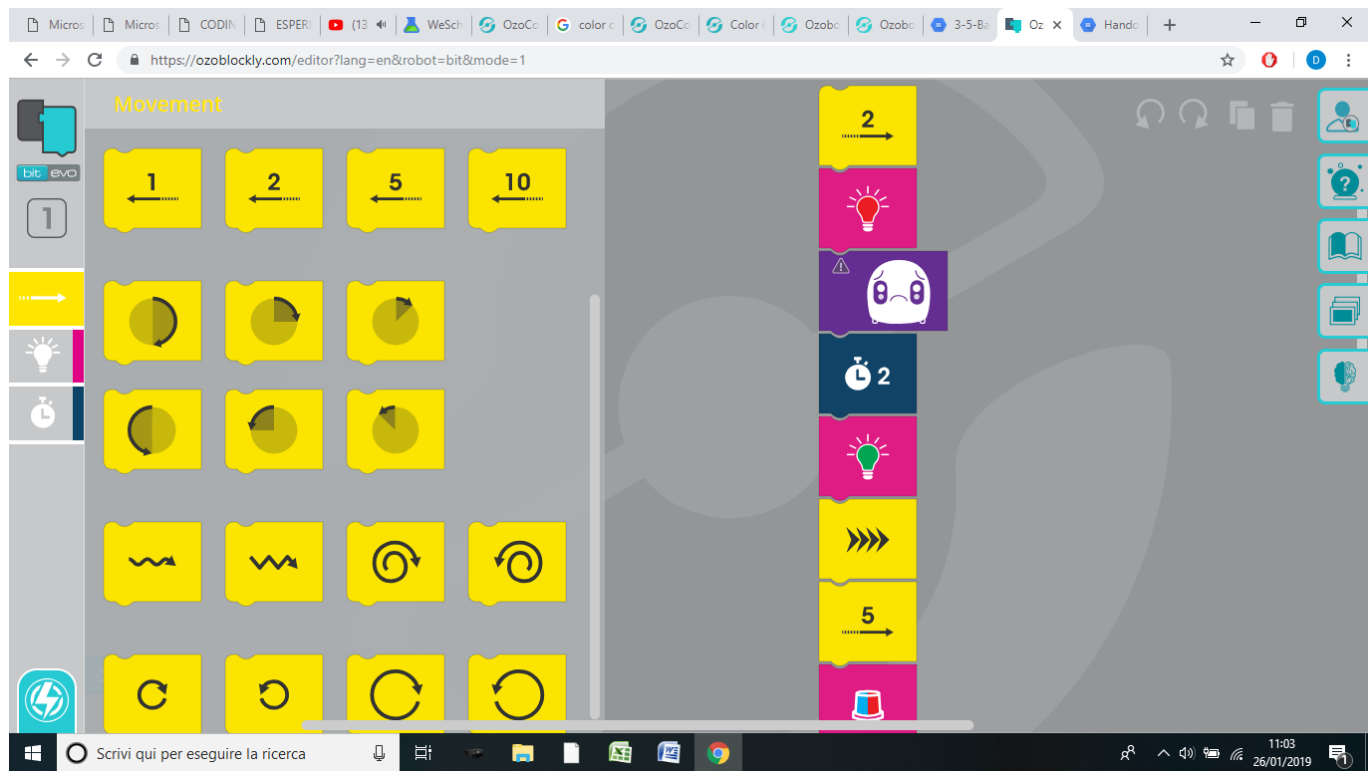 Micros
Micros
CODIN
ESPERI
(13
WeSch
OzoCo
color c
OzoCo
Color
Ozobo
Ozobo
3-5-Ba
Oz
Hando
https://ozoblockly.com/editor?lang=en&robot=bit&mode=1
D
Movement
bit evo
1
1 2 5 10
2
2
5
?
Scrivi qui per eseguire la ricerca
11:03
26/01/2019
1